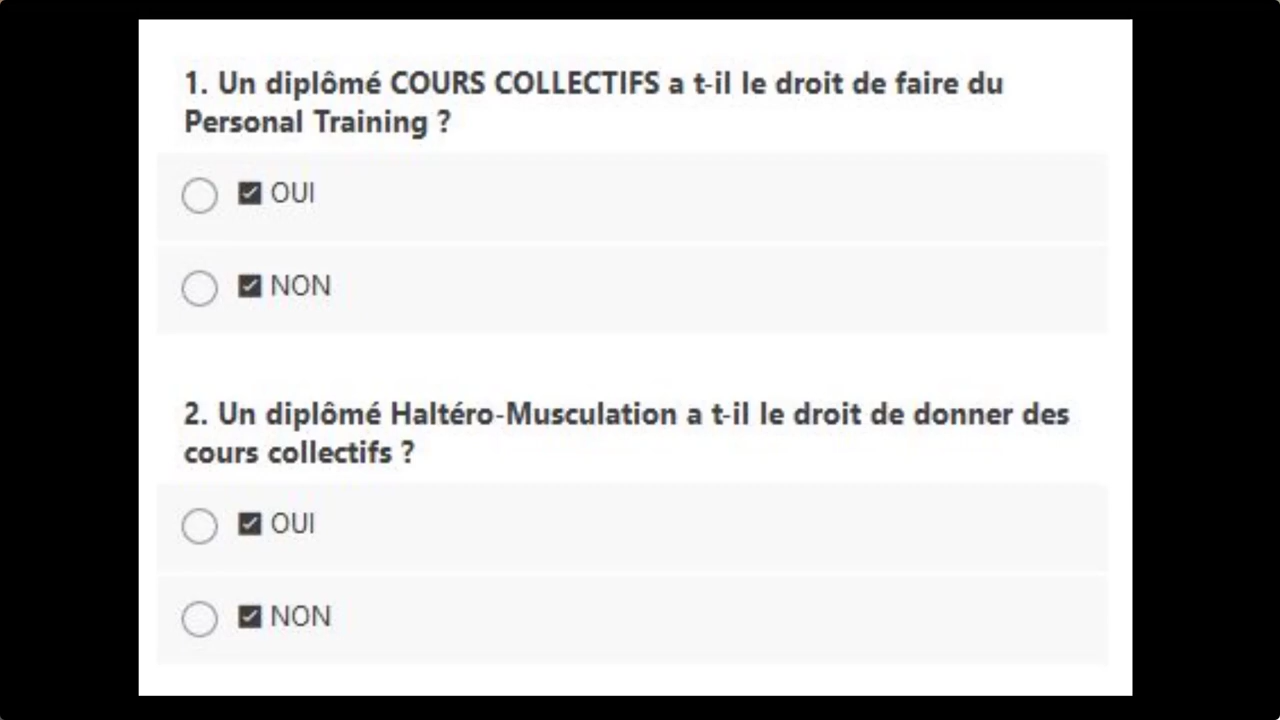 1. Un diplômé COURS COLLECTIFS a t-il le droit de faire du
Personal Training ?
OUI
NON
2. Un diplômé Haltéro-Musculation a t-il le droit de donner des
cours collectifs ?
OUI
NON